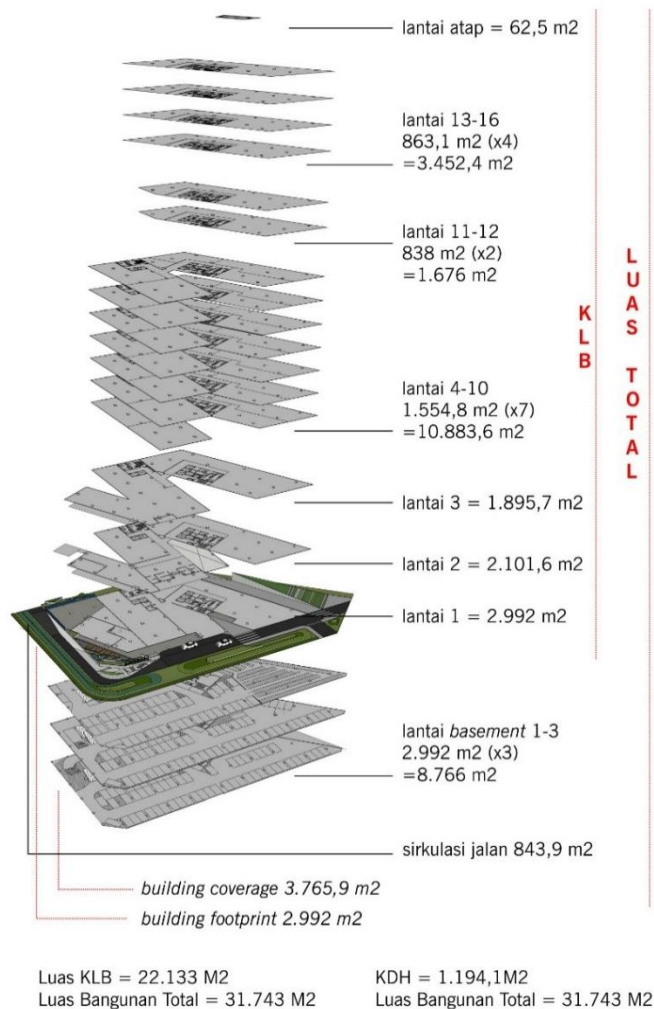 lantai atap = 62,5 m2
lantai 13-16
863,1 m2 (x4)
=3.452,4 m2
lantai 11-12
838 m2 (x2)
=1.676 m2
KLB
LUAS TOTAL
lantai 4-10
1.554,8 m2 (x7)
=10.883,6 m2
lantai 3 = 1.895,7 m2
lantai 2 = 2.101,6 m2
lantai 1 = 2.992 m2
lantai basement 1-3
2.992 m2 (x3)
=8.766 m2
sirkulasi jalan 843,9 m2
building coverage 3.765,9 m2
building footprint 2.992 m2
Luas KLB = 22.133 M2
Luas Bangunan Total = 31.743 M2
KDH = 1.194,1M2
Luas Bangunan Total = 31.743 M2